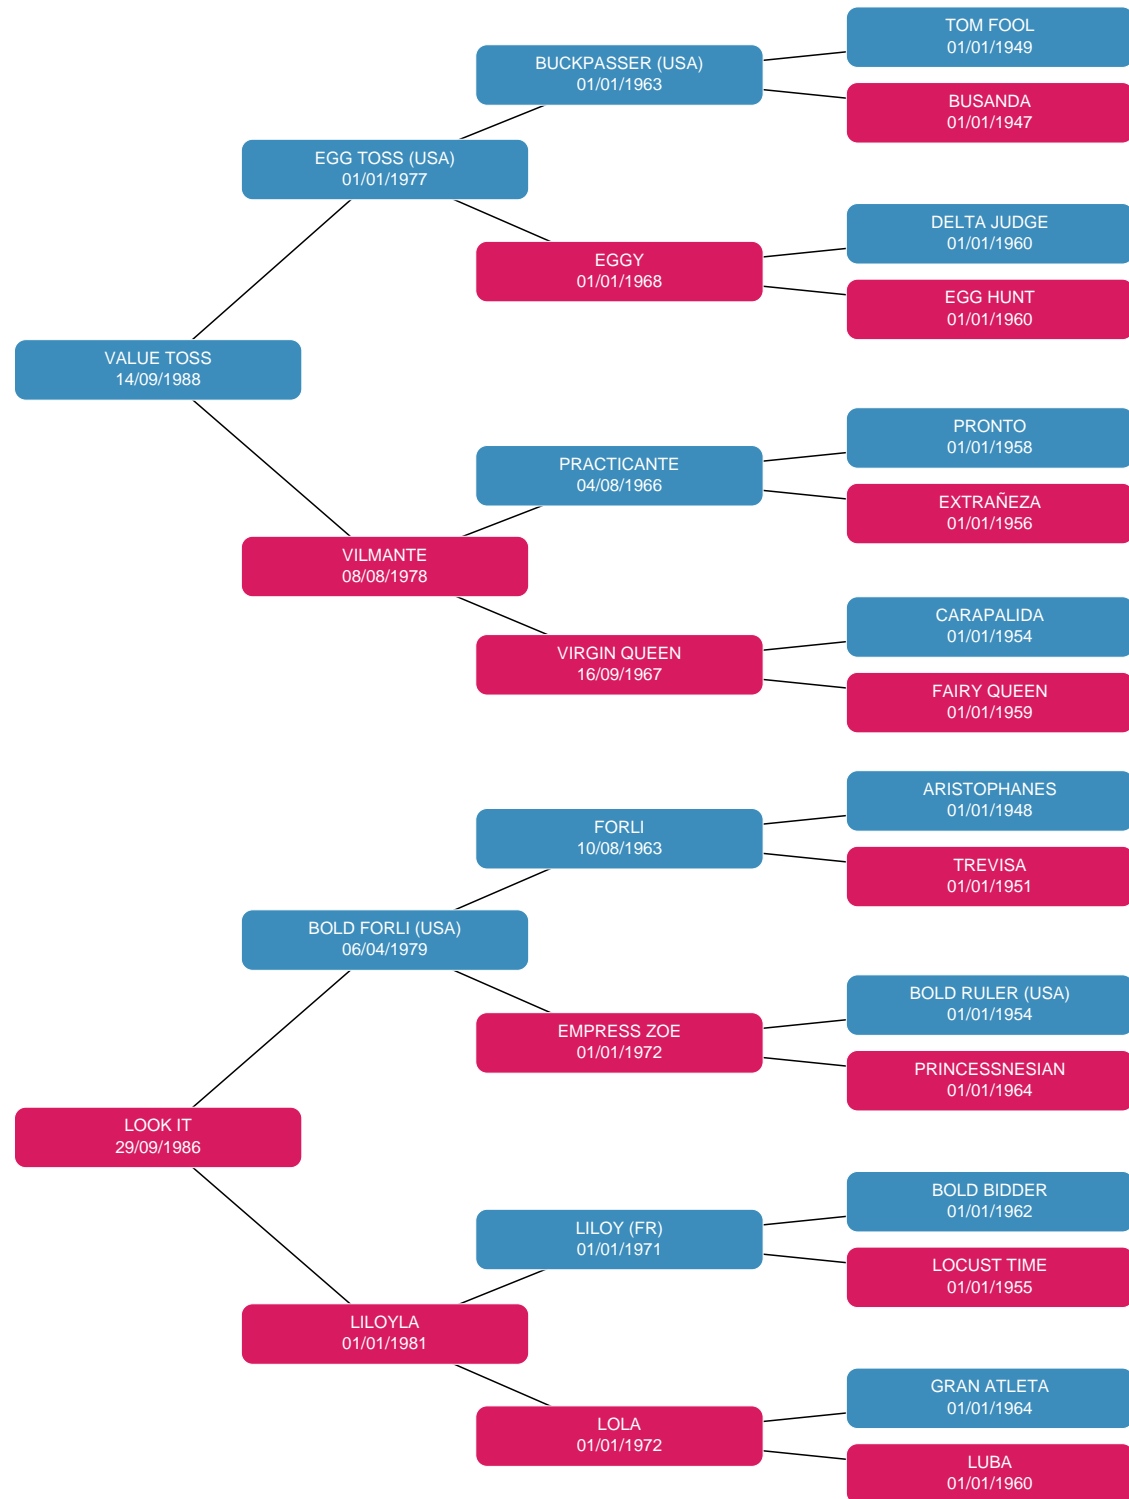 TOM FOOL
01/01/1949
BUCKPASSER (USA)
01/01/1963
BUSANDA
01/01/1947
EGG TOSS (USA)
01/01/1977
DELTA JUDGE
01/01/1960
EGGY
01/01/1968
EGG HUNT
01/01/1960
VALUE TOSS
14/09/1988
PRONTO
01/01/1958
PRACTICANTE
04/08/1966
EXTRAÑEZA
01/01/1956
VILMANTE
08/08/1978
CARAPALIDA
01/01/1954
VIRGIN QUEEN
16/09/1967
FAIRY QUEEN
01/01/1959
ARISTOPHANES
01/01/1948
FORLI
10/08/1963
TREVISA
01/01/1951
BOLD FORLI (USA)
06/04/1979
BOLD RULER (USA)
01/01/1954
EMPRESS ZOE
01/01/1972
PRINCESSNESIAN
01/01/1964
LOOK IT
29/09/1986
BOLD BIDDER
01/01/1962
LILOY (FR)
01/01/1971
LOCUST TIME
01/01/1955
LILOYLA
01/01/1981
GRAN ATLETA
01/01/1964
LOLA
01/01/1972
LUBA
01/01/1960